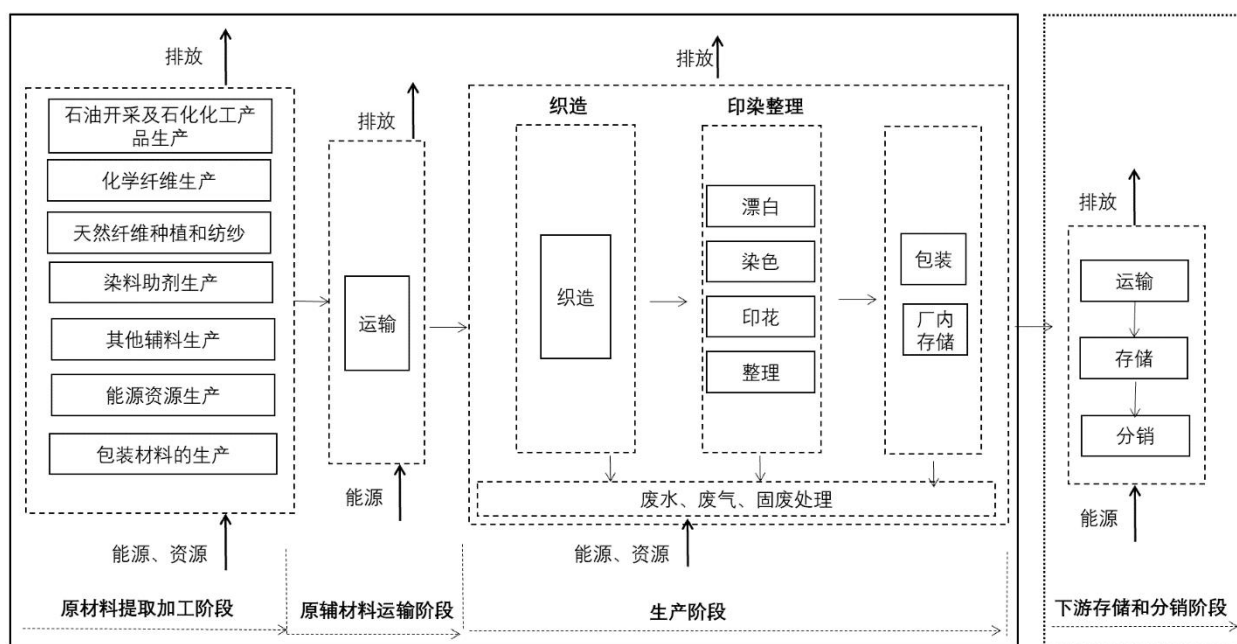 排放
石油开采及石化化工产
品生产
化学纤维生产
天然纤维种植和纺纱
染料助剂生产
其他辅料生产
能源资源生产
包装材料的生产
能源、资源
原材料提取加工阶段
排放
运输
能源
原辅材料运输阶段
排放
织造
织造
印染整理
漂白
染色
印花
整理
包装
厂内
存储
废水、废气、固废处理
能源、资源
生产阶段
排放
运输
存储
分销
能源
下游存储和分销阶段